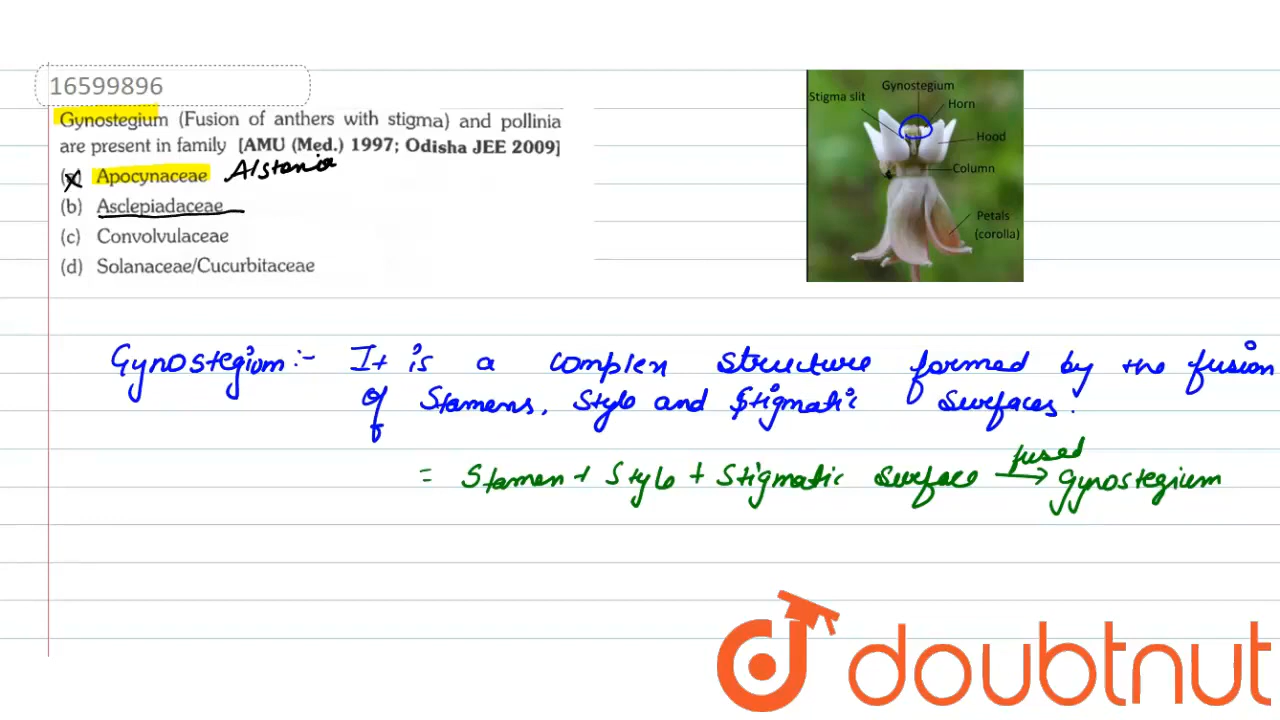 16599896
Gynostegium (Fusion of anthers with stigma) and pollinia
are present in family [AMU (Med.) 1997; Odisha JEE 2009]
Apocynaceae Alstonia
(b) Asclepiadaceae
(c) Convolvulaceae
(d) Solanaceae/Cucurbitaceae
Gynostegium
Stigma slit
Horn
Hood
Column
Petals
(corolla)
Gynostegium :- It is a complex structure formed by the fusion
of Stamens, Style and Stigmatic Surfaces.
= Stamen + Style + Stigmatic Surface fused → Gynostegium
doubtnut